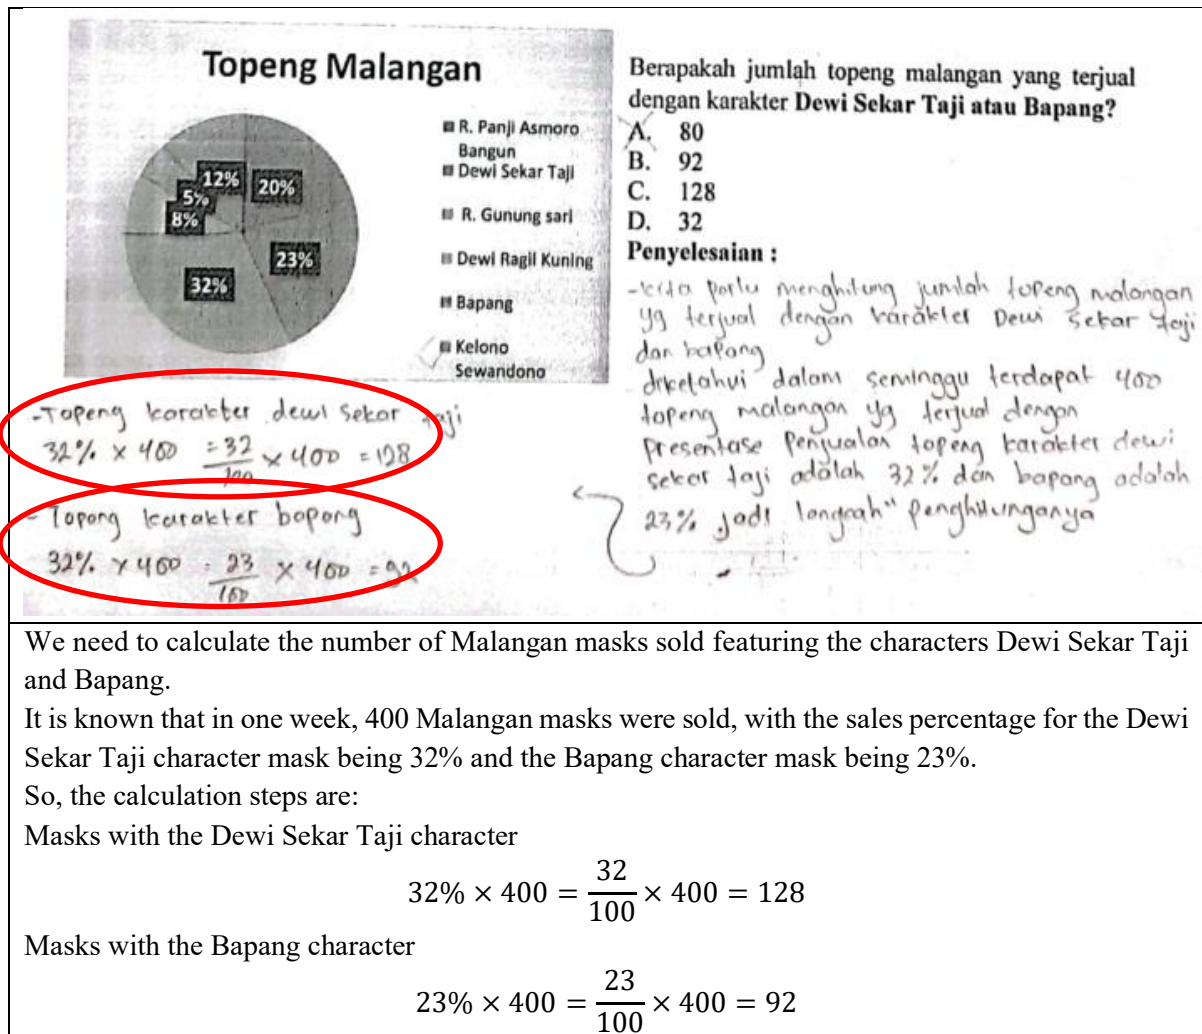 Topeng Malangan
R. Panji Asmoro
Bangun
Dewi Sekar Taji
R. Gunung sari
Dewi Ragil Kuning
Bapang
Kelono
Sewandono
12%
20%
5%
8%
23%
32%
Berapakah jumlah topeng malangan yang terjual
dengan karakter Dewi Sekar Taji atau Bapang?
A. 80
B. 92
C. 128
D. 32
Penyelesaian :
-kita perlu menghitung jumlah topeng malangan
yg terjual dengan karakter Dewi Sekar taji
dan bapang
diketahui dalam seminggu terdapat 400
topeng malangan yg terjual dengan
presentase penjualan topeng karakter dewi
sekar taji adalah 32% dan bapang adalah
23% jadi langkah" penghitungannya
-Topeng karakter dewi sekar taji
32% × 400 = 32/100 × 400 = 128
- Topong karakter bapang
32% × 400 = 23/100 × 400 = 92
We need to calculate the number of Malangan masks sold featuring the characters Dewi Sekar Taji
and Bapang.
It is known that in one week, 400 Malangan masks were sold, with the sales percentage for the Dewi
Sekar Taji character mask being 32% and the Bapang character mask being 23%.
So, the calculation steps are:
Masks with the Dewi Sekar Taji character
32% × 400 = 32/100 × 400 = 128
Masks with the Bapang character
23% × 400 = 23/100 × 400 = 92